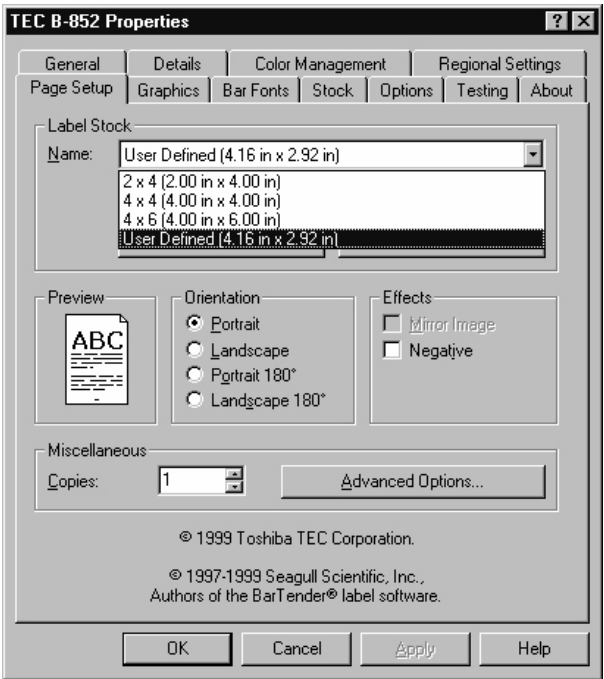 TEC B-852 Properties
General Details Color Management Regional Settings
Page Setup Graphics Bar Fonts Stock Options Testing About
Label Stock
Name: User Defined (4.16 in x 2.92 in)
2 x 4 (2.00 in x 4.00 in)
4 x 4 (4.00 in x 4.00 in)
4 x 6 (4.00 in x 6.00 in)
User Defined (4.16 in x 2.92 in)
Preview Orientation Effects
ABC
Portrait Mirror Image
Landscape Negative
Portrait 180°
Landscape 180°
Miscellaneous
Copies: 1 Advanced Options...
© 1999 Toshiba TEC Corporation.
© 1997-1999 Seagull Scientific, Inc.,
Authors of the BarTender® label software.
OK Cancel Apply Help